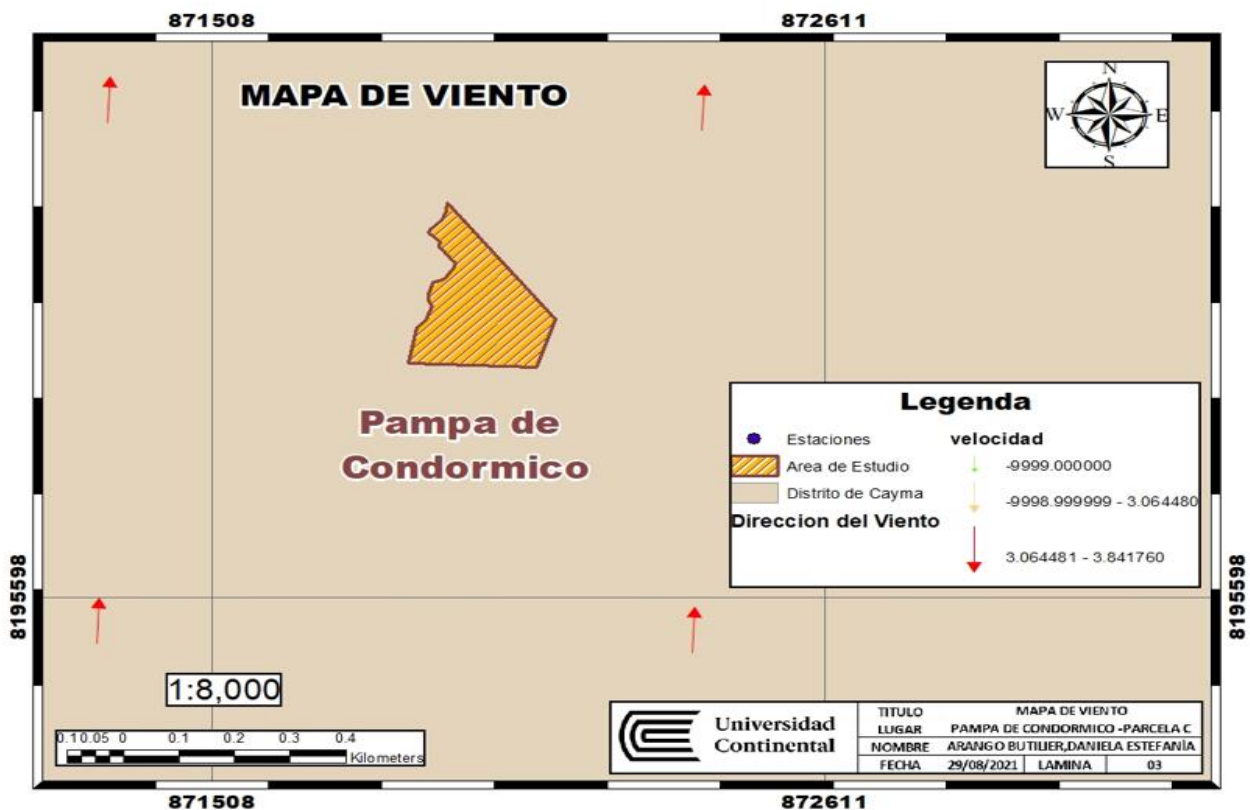 871508
872611
MAPA DE VIENTO
N
W
E
S
Pampa de
Condormico
Legenda
Estaciones
Area de Estudio
Distrito de Cayma
Direccion del Viento
velocidad
-9999.000000
-9998.999999 - 3.064480
3.064481 - 3.841760
8195598
8195598
1:8,000
0.1 0.05 0 0.1 0.2 0.3 0.4
Kilometers
Universidad
Continental
TITULO MAPA DE VIENTO
LUGAR PAMPA DE CONDORMICO -PARCELA C
NOMBRE ARANGO BUTILIER,DANIELA ESTEFANÍA
FECHA 29/08/2021 LAMINA 03
871508
872611